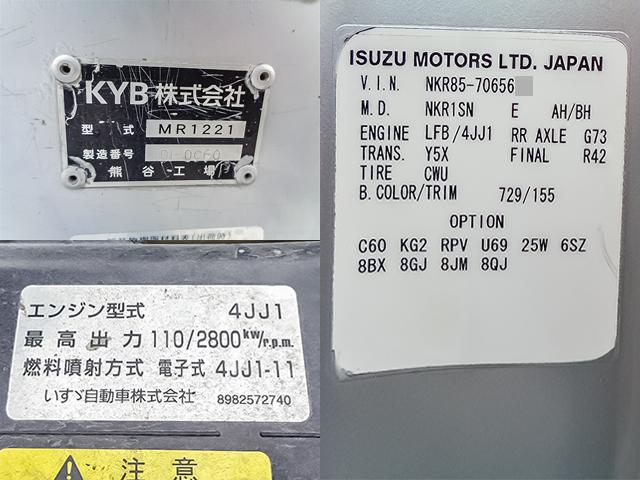 KYB株式会社
型式 MR1221
製造番号
熊谷工場
エンジン型式 4JJ1
最高出力 110/2800kW/r.p.m.
燃料噴射方式 電子式 4JJ1-11
いすゞ自動車株式会社 8982572740
注意
ISUZU MOTORS LTD. JAPAN
V.I.N. NKR85-70656
M.D. NKR1SN E AH/BH
ENGINE LFB/4JJ1 RR AXLE G73
TRANS. Y5X FINAL R42
TIRE CWU
B.COLOR/TRIM 729/155
OPTION
C60 KG2 RPV U69 25W 6SZ
8BX 8GJ 8JM 8QJ